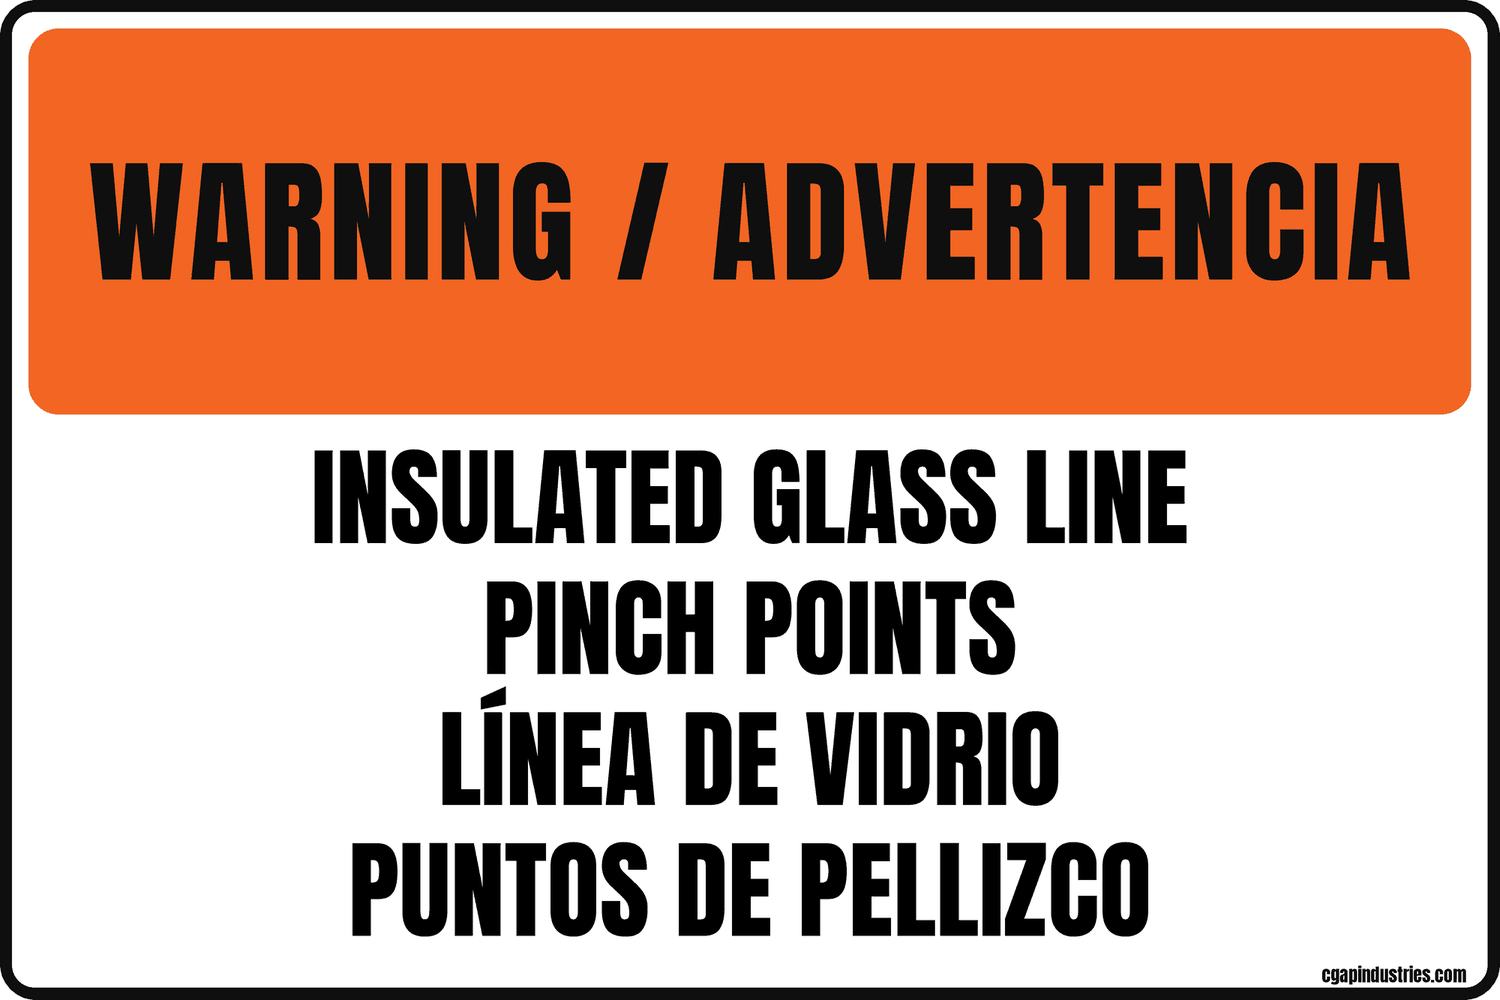 WARNING / ADVERTENCIA
INSULATED GLASS LINE
PINCH POINTS
LÍNEA DE VIDRIO
PUNTOS DE PELLIZCO
cgapindustries.com